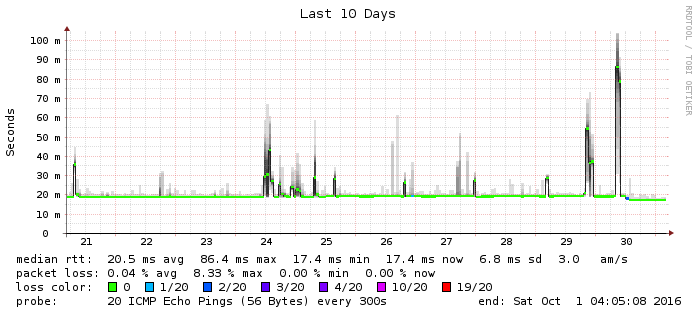 Last 10 Days
RRDTOOL / TOBI OETIKER
Seconds
100 m
90 m
80 m
70 m
60 m
50 m
40 m
30 m
20 m
10 m
0
21 22 23 24 25 26 27 28 29 30
median rtt: 20.5 ms avg 86.4 ms max 17.4 ms min 17.4 ms now 6.8 ms sd 3.0 am/s
packet loss: 0.04 % avg 8.33 % max 0.00 % min 0.00 % now
loss color: 0 1/20 2/20 3/20 4/20 10/20 19/20
probe: 20 ICMP Echo Pings (56 Bytes) every 300s end: Sat Oct 1 04:05:08 2016